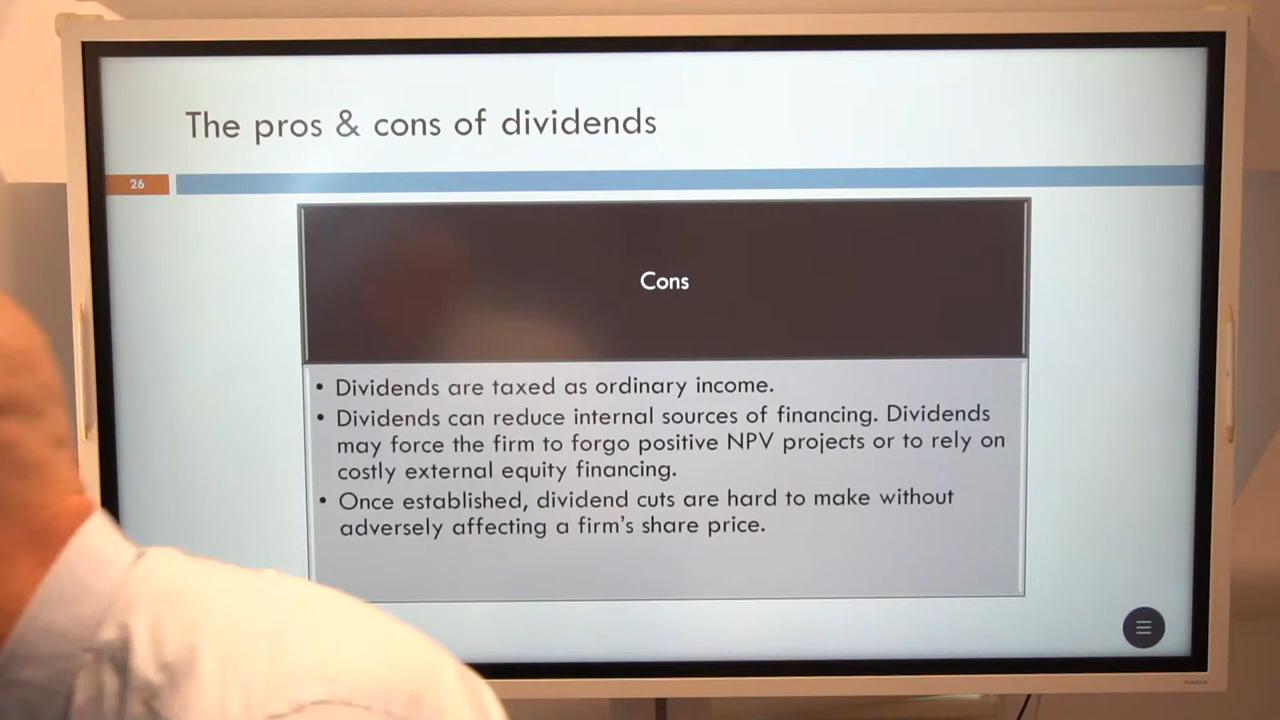 The pros & cons of dividends
26
Cons
• Dividends are taxed as ordinary income.
• Dividends can reduce internal sources of financing. Dividends
may force the firm to forgo positive NPV projects or to rely on
costly external equity financing.
• Once established, dividend cuts are hard to make without
adversely affecting a firm's share price.